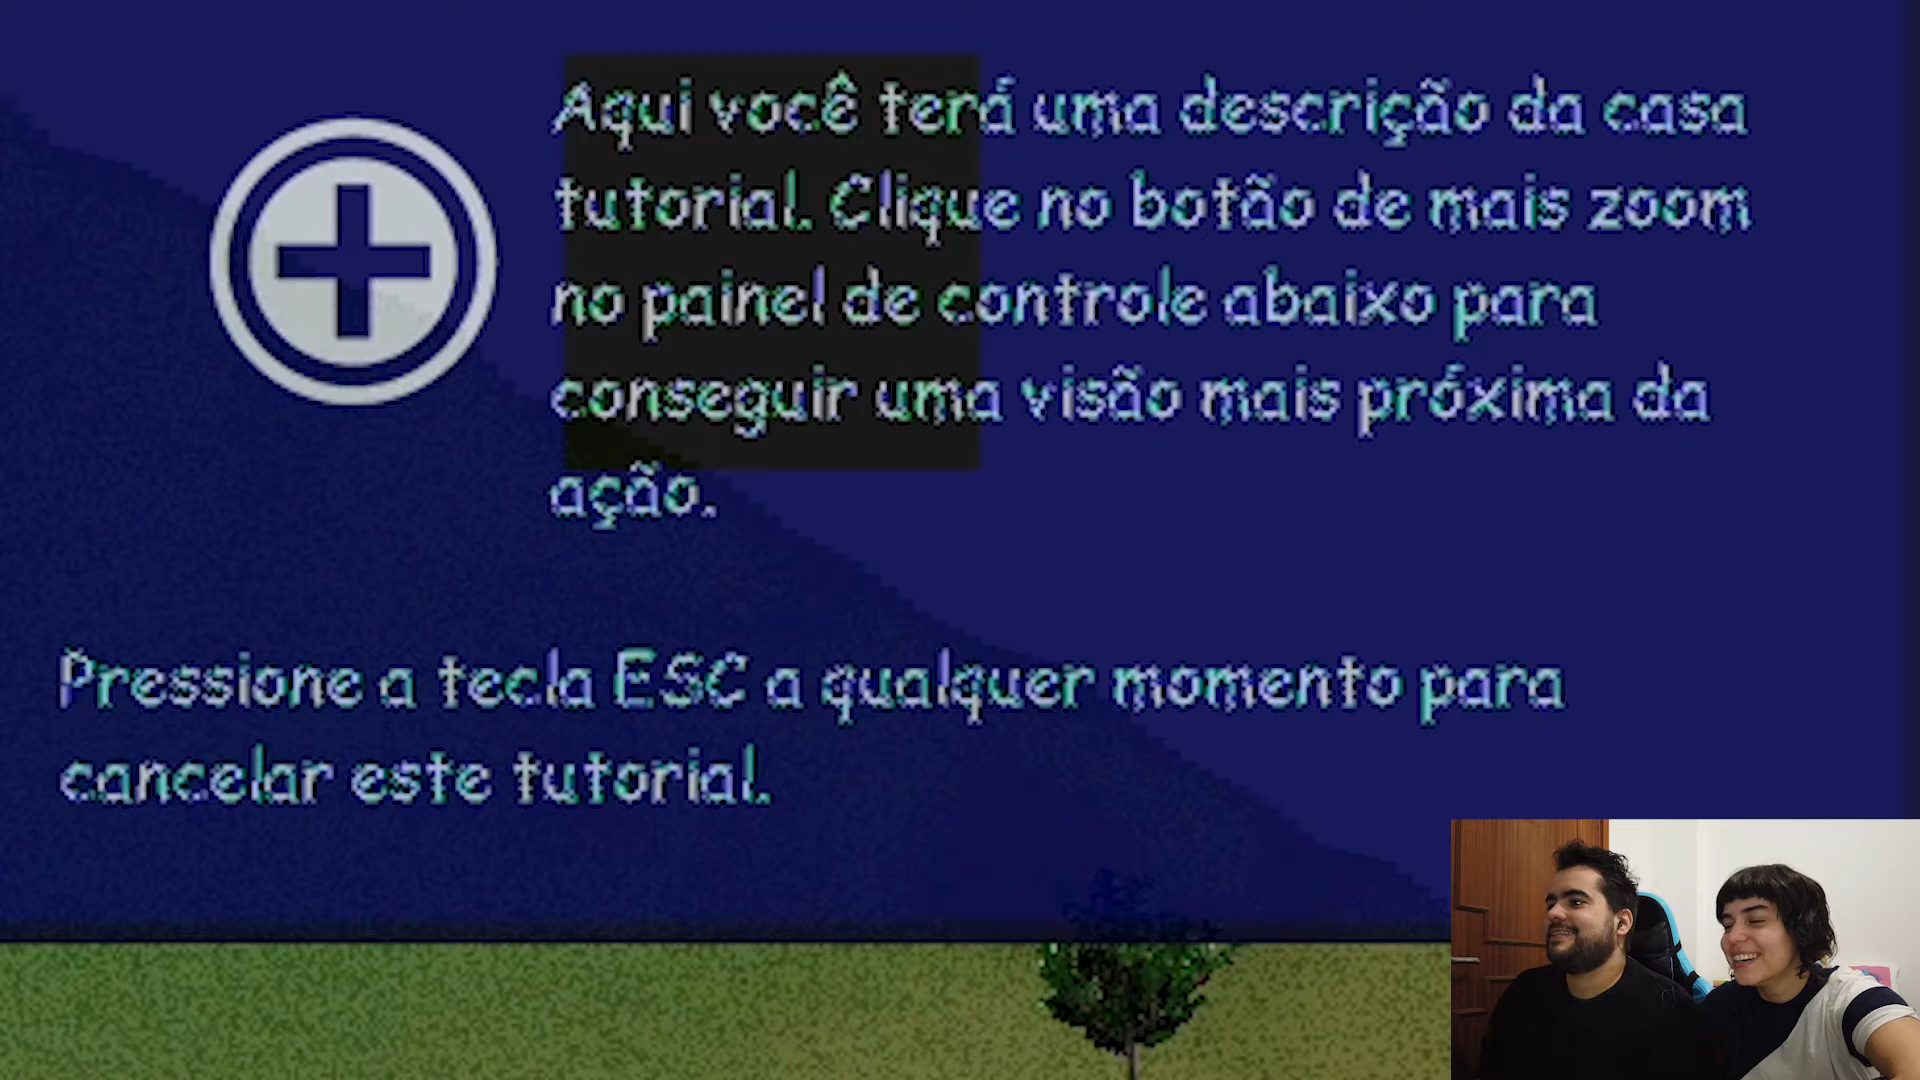 Aqui você terá uma descrição da casa
tutorial. Clique no botão de mais zoom
no painel de controle abaixo para
conseguir uma visão mais próxima da
ação.
Pressione a tecla ESC a qualquer momento para
cancelar este tutorial.